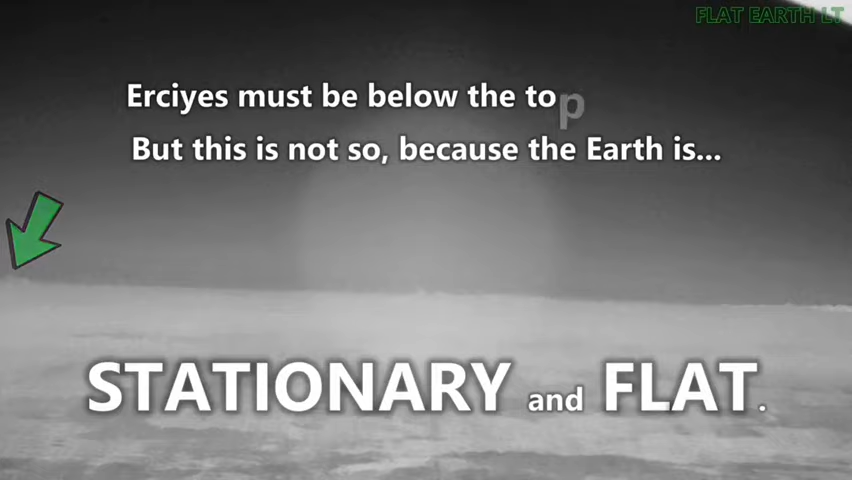 FLAT EARTH LT
Erciyes must be below the top
But this is not so, because the Earth is...
STATIONARY and FLAT.